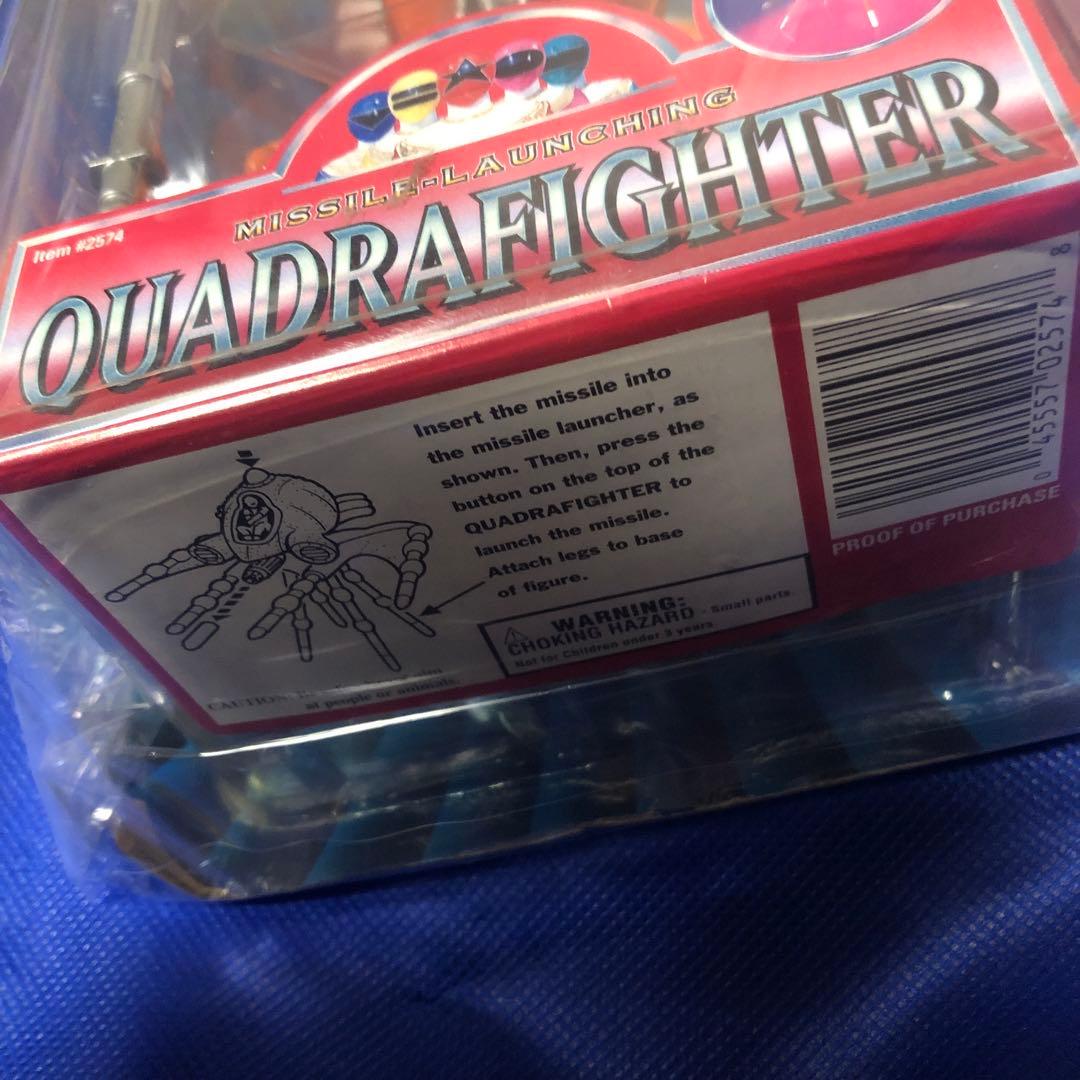 MISSILE-LAUNCHING
Item #2574
QUADRAFIGHTER
Insert the missile into
the missile launcher, as
shown. Then, press the
button on the top of the
QUADRAFIGHTER to
launch the missile.
Attach legs to base
of figure.
WARNING:
CHOKING HAZARD - Small parts.
Not for Children under 3 years
CAUTION:
at people or animals.
0 45557 02574 8
PROOF OF PURCHASE